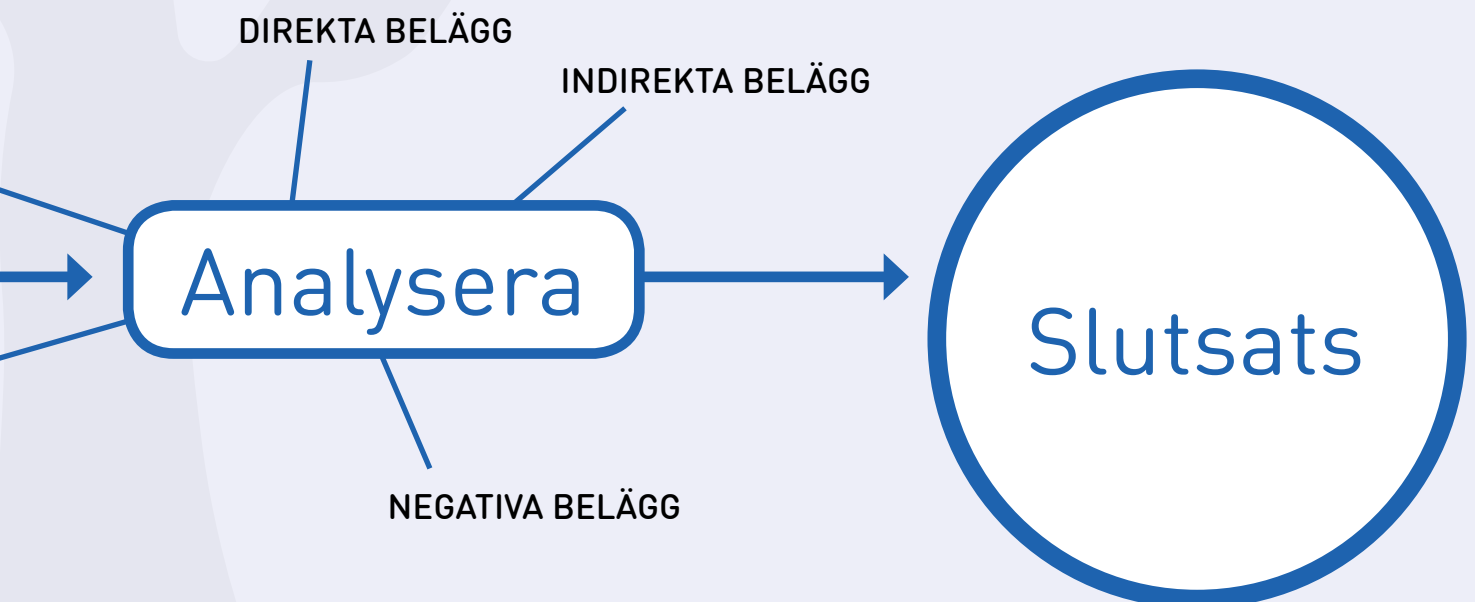 DIREKTA BELÄGG
INDIREKTA BELÄGG
Analysera
Slutsats
NEGATIVA BELÄGG